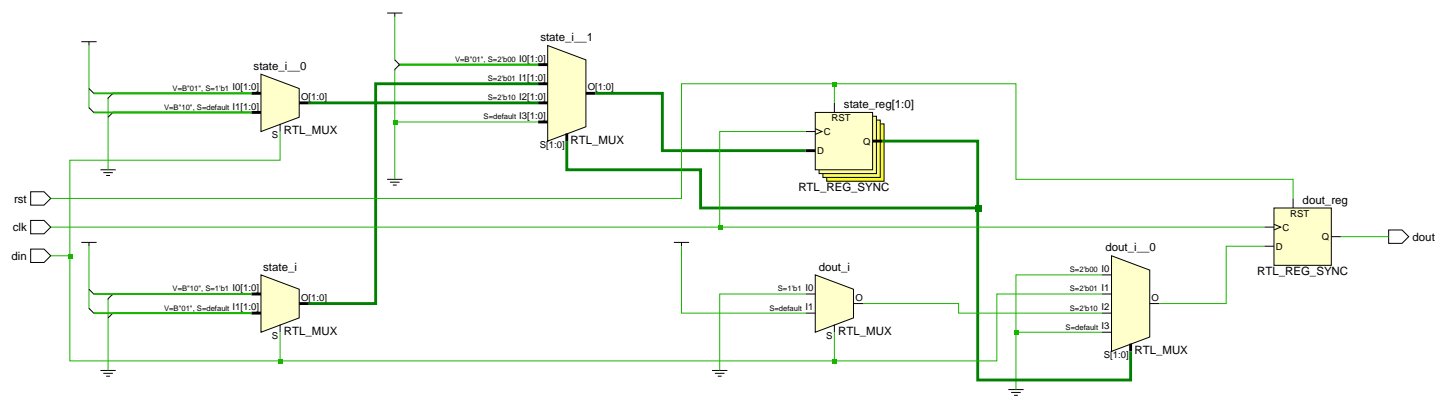 state_i__0
V=B"01", S=1'b1 I0[1:0]
V=B"10", S=default I1[1:0]
O[1:0]
S
RTL_MUX
state_i__1
V=B"01", S=2'b00 I0[1:0]
S=2'b01 I1[1:0]
S=2'b10 I2[1:0]
S=default I3[1:0]
O[1:0]
S[1:0]
RTL_MUX
state_reg[1:0]
RST
C
D
Q
RTL_REG_SYNC
rst
clk
din
state_i
V=B"10", S=1'b1 I0[1:0]
V=B"01", S=default I1[1:0]
O[1:0]
S
RTL_MUX
dout_i
S=1'b1 I0
S=default I1
O
S
RTL_MUX
dout_i__0
S=2'b00 I0
S=2'b01 I1
S=2'b10 I2
S=default I3
O
S[1:0]
RTL_MUX
dout_reg
RST
C
D
Q
RTL_REG_SYNC
dout